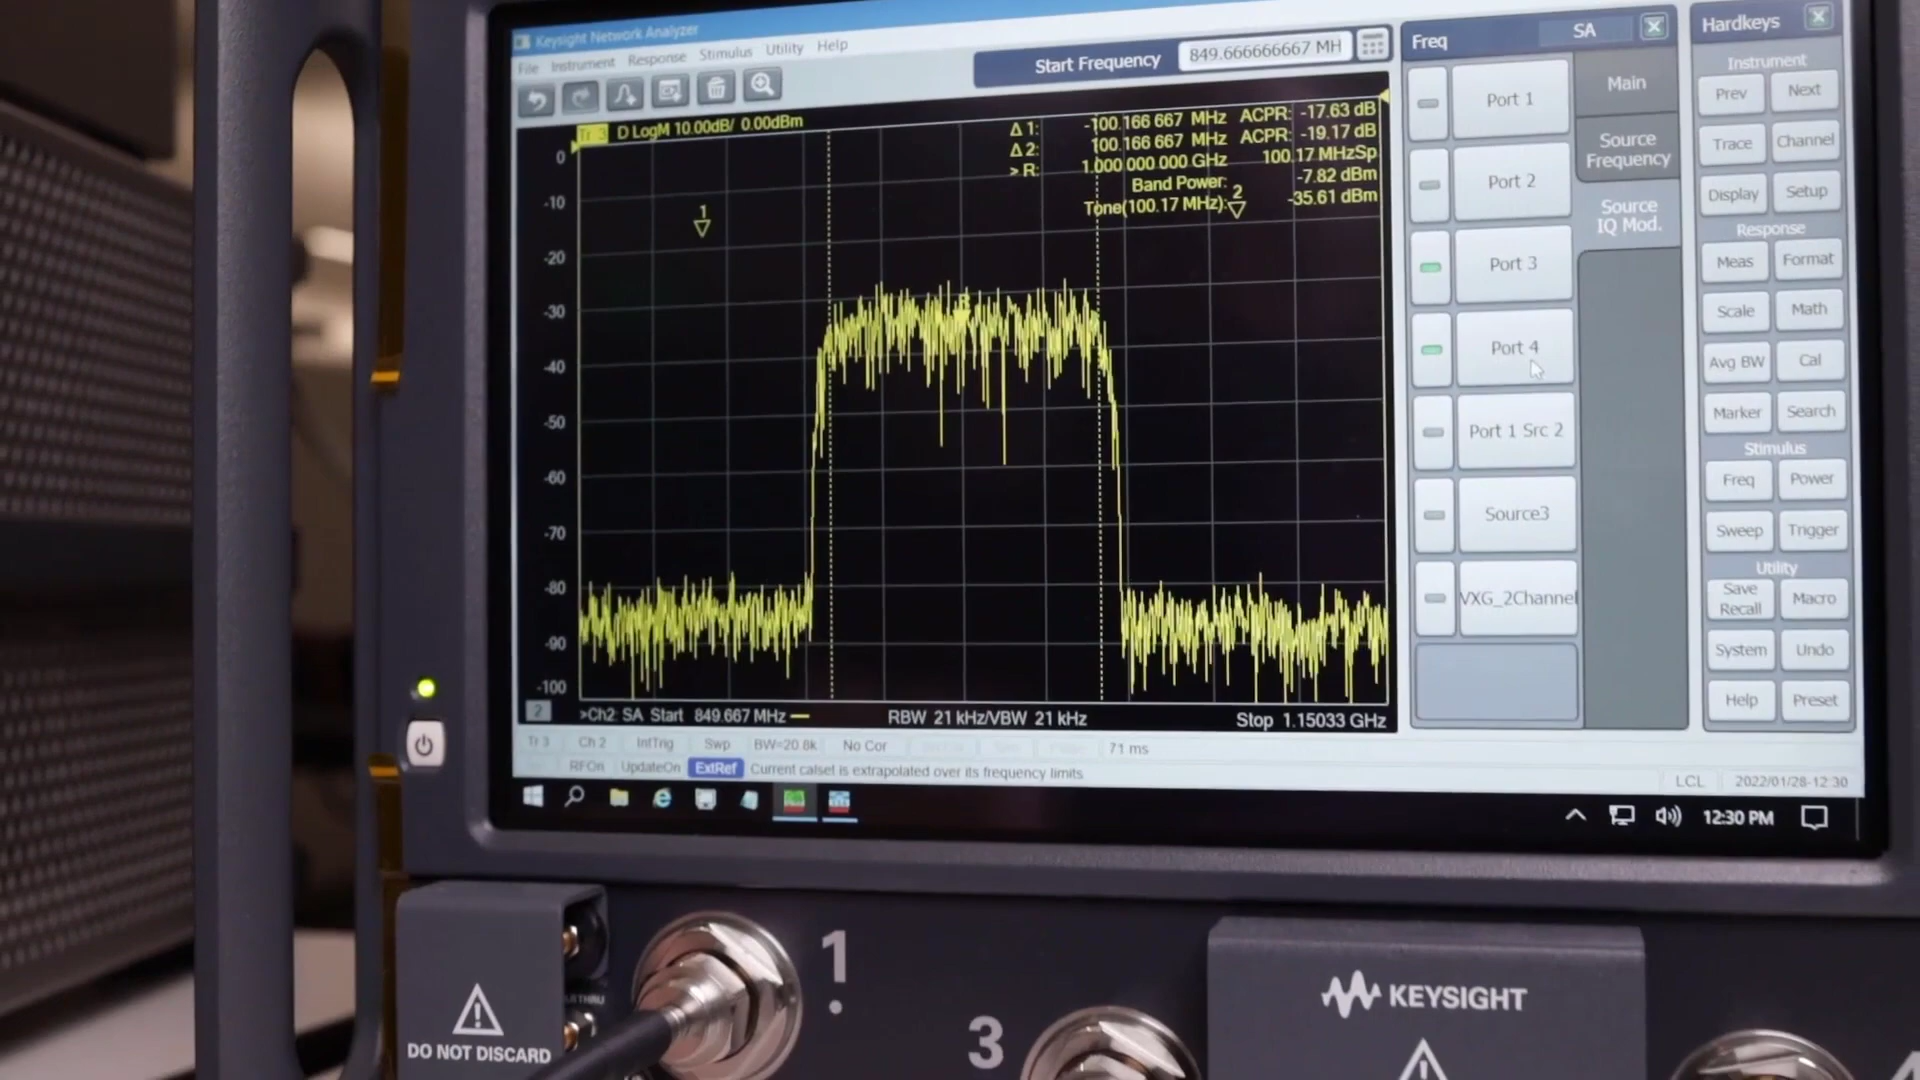 Keysight Network Analyzer
File Instrument Response Stimulus Utility Help
Start Frequency 849.666666667 MH
Tr 3 D LogM 10.00dB/ 0.00dBm
Δ 1: -100.166 667 MHz ACPR: -17.63 dB
Δ 2: 100.166 667 MHz ACPR: -19.17 dB
> R: 1.000 000 000 GHz 100.17 MHzSp
Band Power: -7.82 dBm
Tone(100.17 MHz): -35.61 dBm
1
2
R
0
-10
-20
-30
-40
-50
-60
-70
-80
-90
-100
2 >Ch2: SA Start 849.667 MHz RBW 21 kHz/VBW 21 kHz Stop 1.15033 GHz
Tr 3 Ch 2 IntTrig Swp BW=20.8k No Cor 71 ms
RFOn UpdateOn ExtRef Current calset is extrapolated over its frequency limits
LCL 2022/01/28-12:30
12:30 PM
Freq SA
Port 1
Port 2
Port 3
Port 4
Port 1 Src 2
Source3
VXG_2Channel
Main
Source
Frequency
Source
IQ Mod.
Hardkeys
Instrument
Prev Next
Trace Channel
Display Setup
Response
Meas Format
Scale Math
Avg BW Cal
Marker Search
Stimulus
Freq Power
Sweep Trigger
Utility
Save
Recall Macro
System Undo
Help Preset
DO NOT DISCARD
1
3
KEYSIGHT